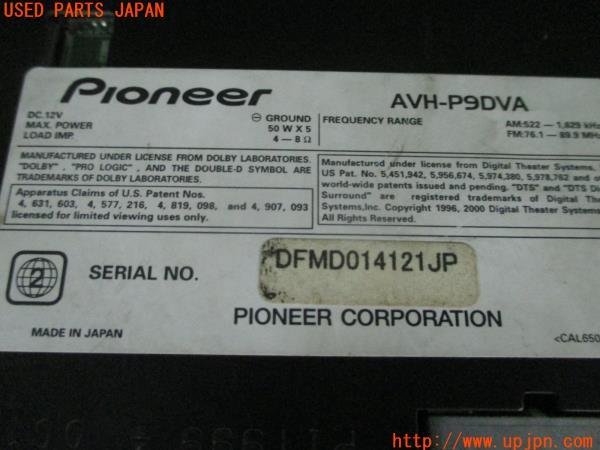 USED PARTS JAPAN
Pioneer
AVH-P9DVA
DC.12V
MAX. POWER
LOAD IMP.
⊖ GROUND
50 W X 5
4 – 8 Ω
FREQUENCY RANGE
AM:522 – 1,629 kHz
FM:76.1 – 89.9 MHz
MANUFACTURED UNDER LICENSE FROM DOLBY LABORATORIES.
"DOLBY", "PRO LOGIC", AND THE DOUBLE-D SYMBOL ARE
TRADEMARKS OF DOLBY LABORATORIES.
Apparatus Claims of U.S. Patent Nos.
4, 631, 603, 4, 577, 216, 4, 819, 098, and 4, 907, 093
licensed for limited viewing uses only.
Manufactured under license from Digital Theater Systems,
US Pat. No. 5,451,942, 5,956,674, 5,974,380, 5,978,762 and
world-wide patents issued and pending. "DTS" and "DTS
Surround" are registered trademarks of Digital
Systems,Inc. Copyright 1996, 2000 Digital Theater
All Rights Reserved.
2
SERIAL NO.
DFMD014121JP
PIONEER CORPORATION
MADE IN JAPAN
<CAL650
http://www.upjpn.com/